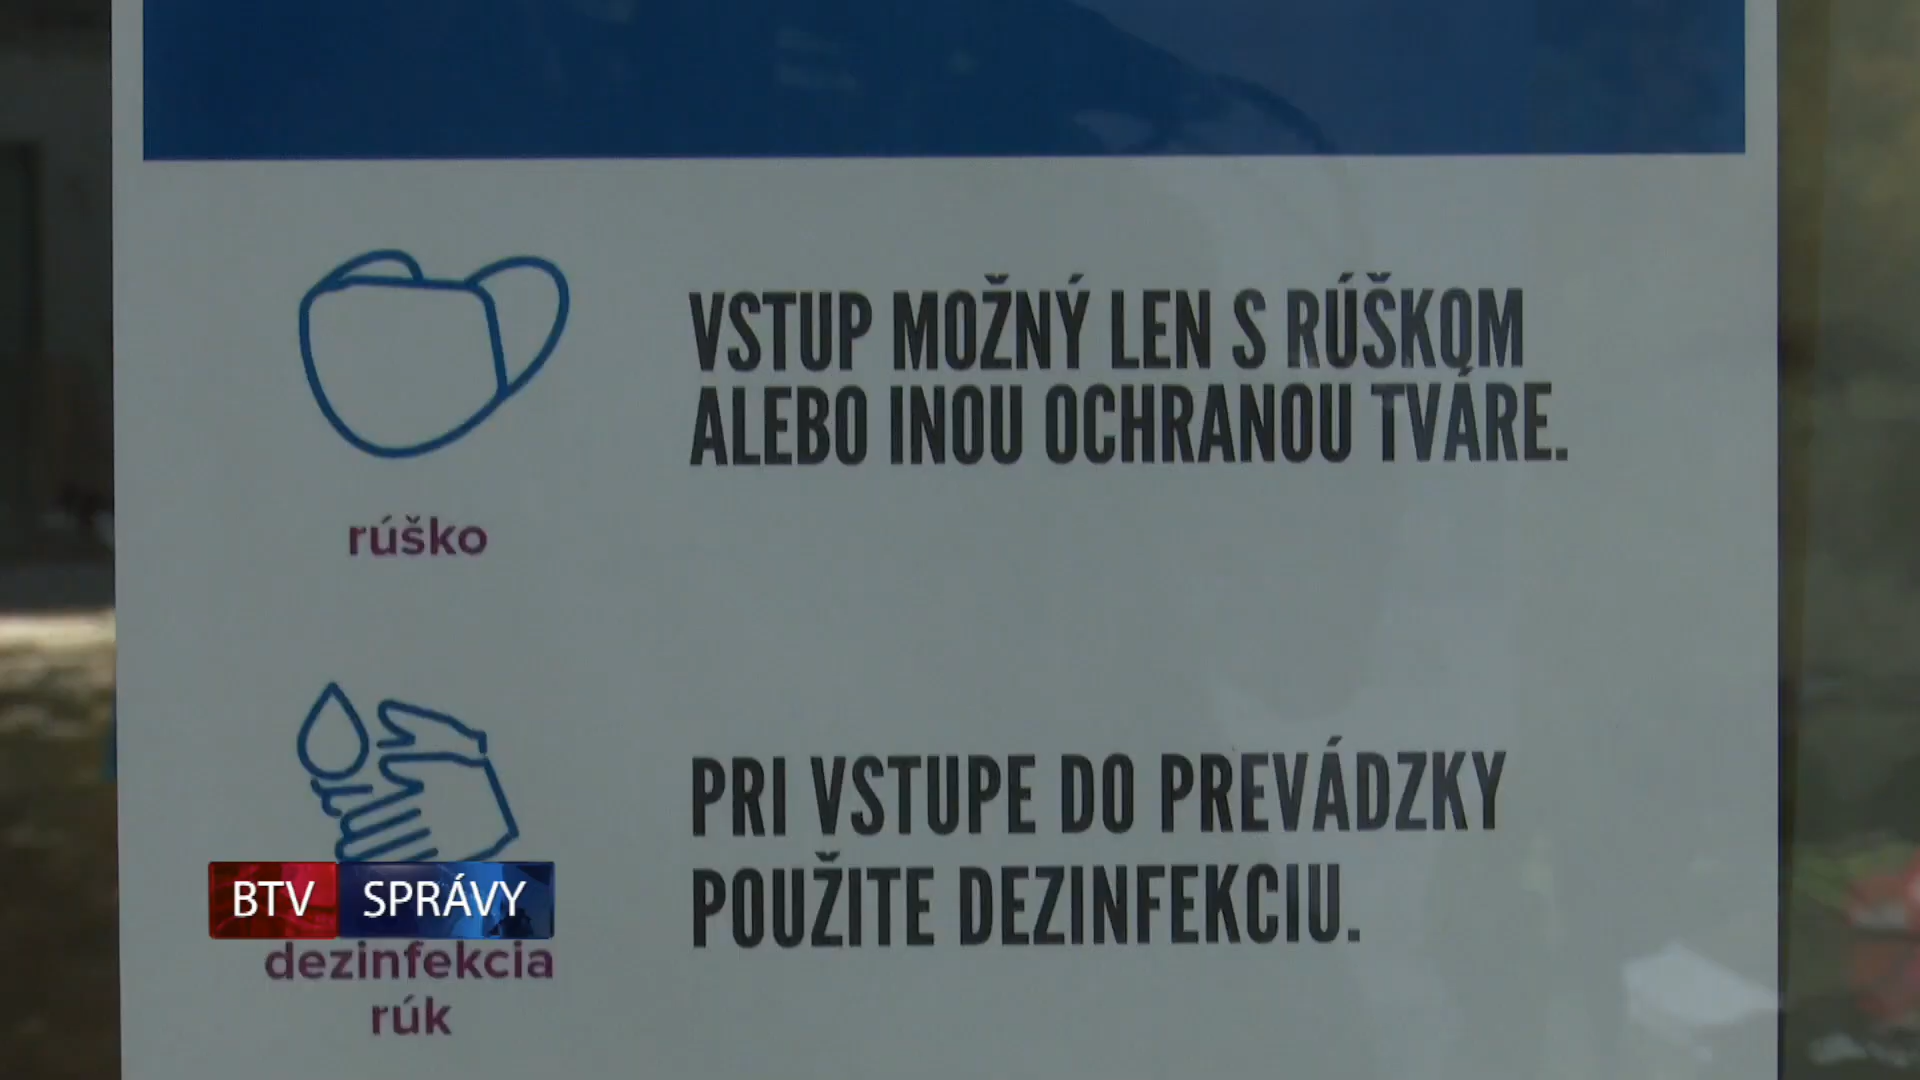 VSTUP MOŽNÝ LEN S RÚŠKOM
ALEBO INOU OCHRANOU TVÁRE.
rúško
PRI VSTUPE DO PREVÁDZKY
POUŽITE DEZINFEKCIU.
BTV SPRÁVY
dezinfekcia
rúk